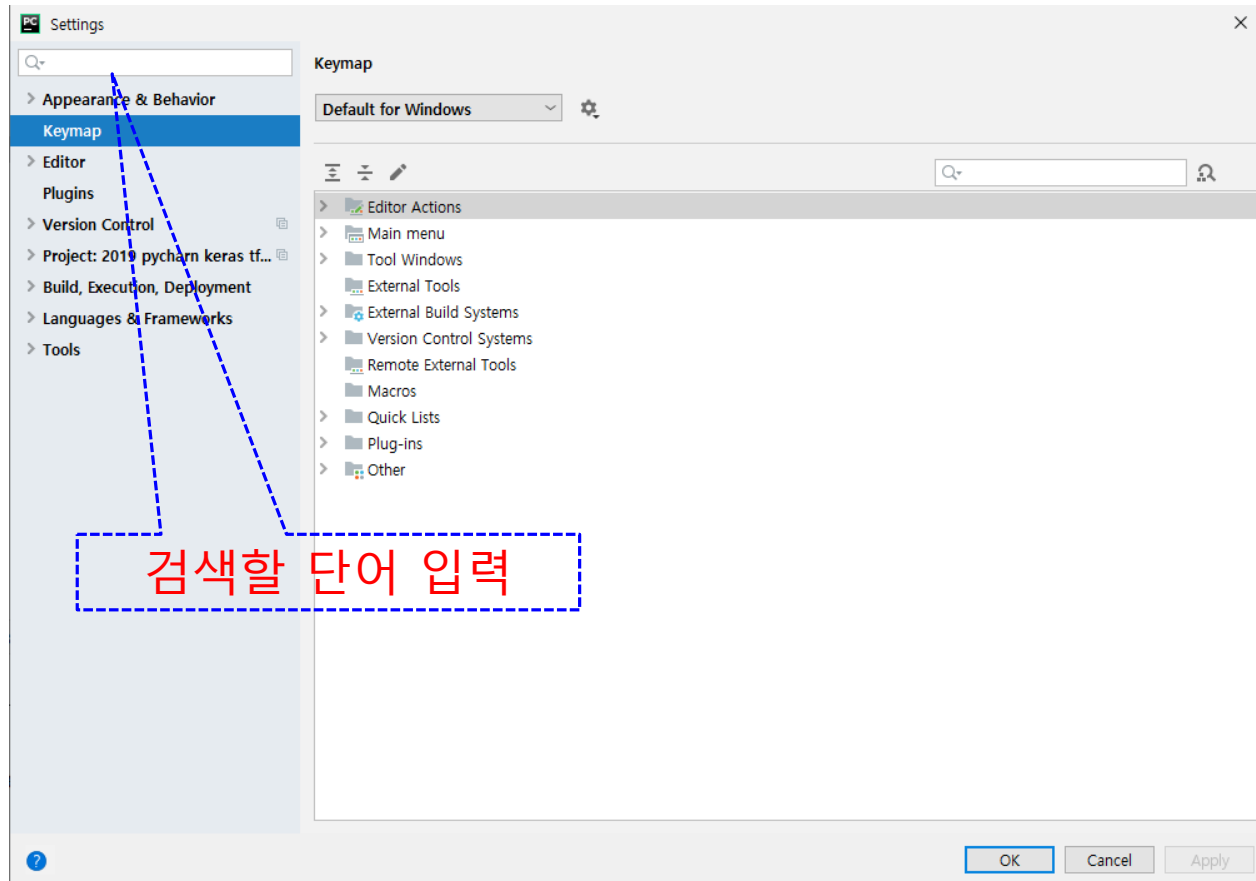 PC Settings
Keymap
Appearance & Behavior
Default for Windows
Keymap
Editor
Plugins
Editor Actions
Version Control
Main menu
Project: 2019 pycharn keras tf...
Tool Windows
Build, Execution, Deployment
External Tools
Languages & Frameworks
External Build Systems
Tools
Version Control Systems
Remote External Tools
Macros
Quick Lists
Plug-ins
Other
검색할 단어 입력
?
OK Cancel Apply